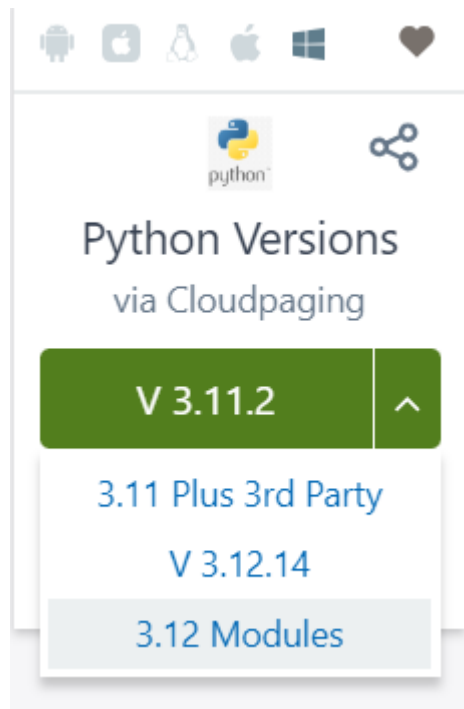 python
Python Versions
via Cloudpaging
V 3.11.2
3.11 Plus 3rd Party
V 3.12.14
3.12 Modules